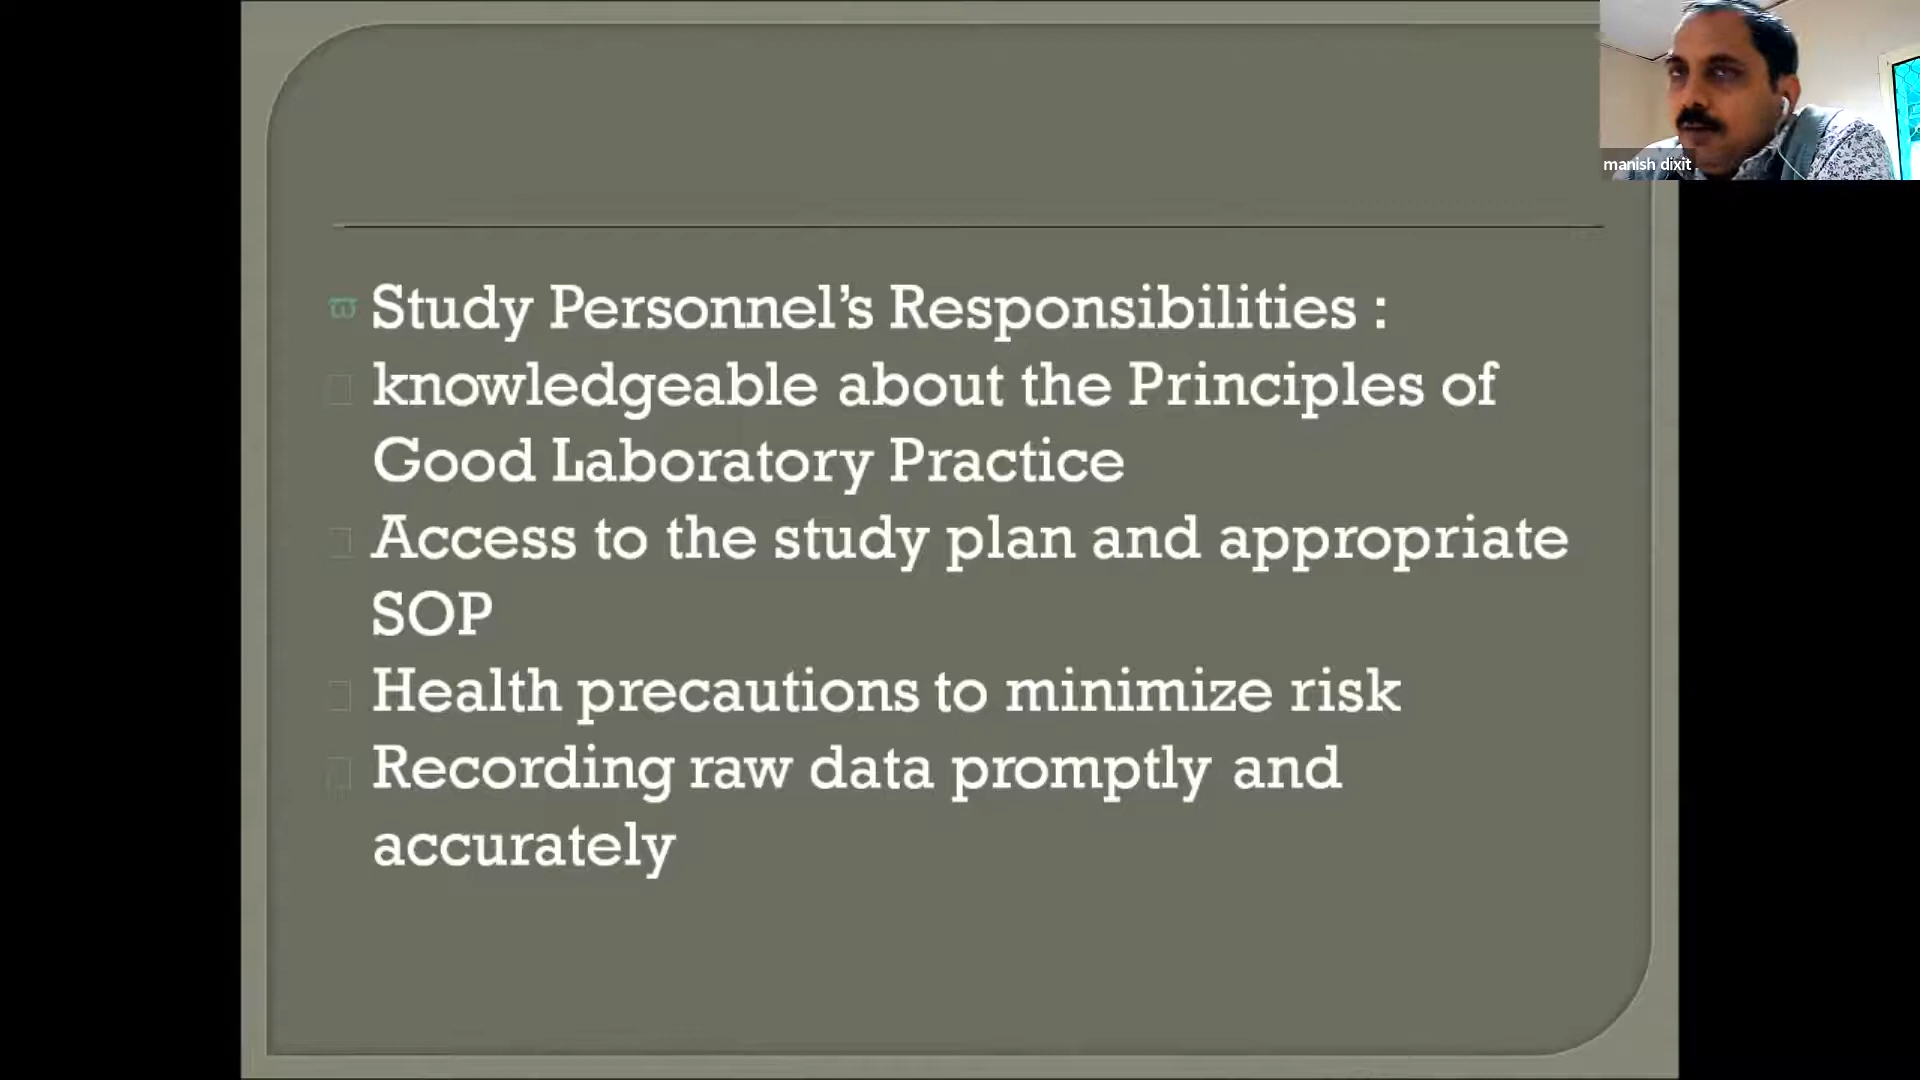 manish dixit
Study Personnel’s Responsibilities :
knowledgeable about the Principles of
Good Laboratory Practice
Access to the study plan and appropriate
SOP
Health precautions to minimize risk
Recording raw data promptly and
accurately